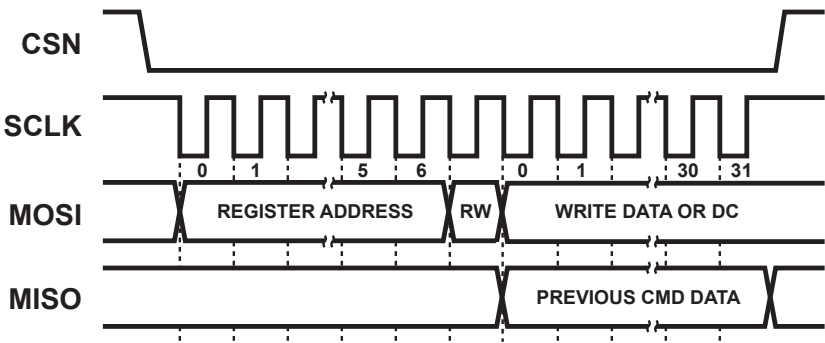 CSN
SCLK
0 1 5 6 0 1 30 31
MOSI REGISTER ADDRESS RW WRITE DATA OR DC
MISO PREVIOUS CMD DATA